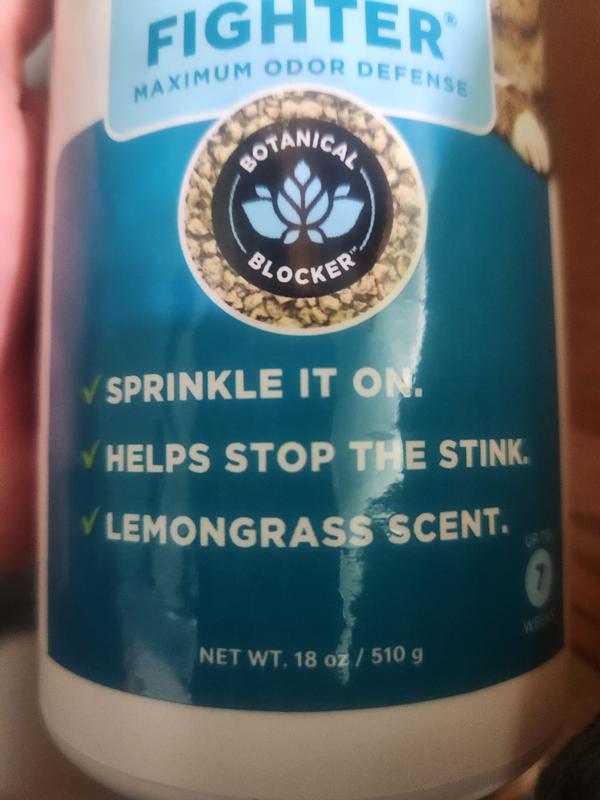 FIGHTER®
MAXIMUM ODOR DEFENSE
BOTANICAL
BLOCKER™
✓ SPRINKLE IT ON.
✓ HELPS STOP THE STINK.
✓ LEMONGRASS SCENT.
UP TO
7
WEEKS
NET WT. 18 oz / 510 g